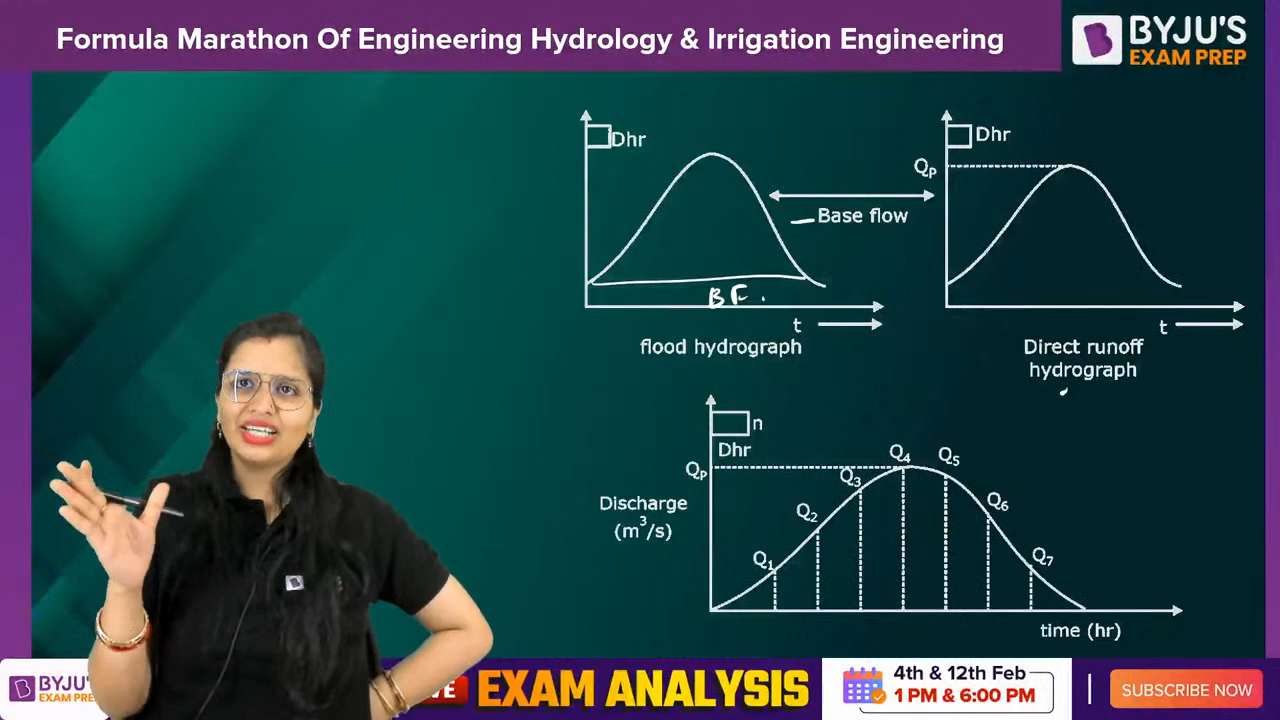 Formula Marathon Of Engineering Hydrology & Irrigation Engineering
BYJU'S
EXAM PREP
Dhr
Base flow
B F.
t
flood hydrograph
Dhr
Qp
t
Direct runoff
hydrograph
n
Dhr
Qp
Discharge
(m³/s)
Q1
Q2
Q3
Q4
Q5
Q6
Q7
time (hr)
BYJU'S
EXAM PREP
EXAM ANALYSIS
4th & 12th Feb
1 PM & 6:00 PM
SUBSCRIBE NOW